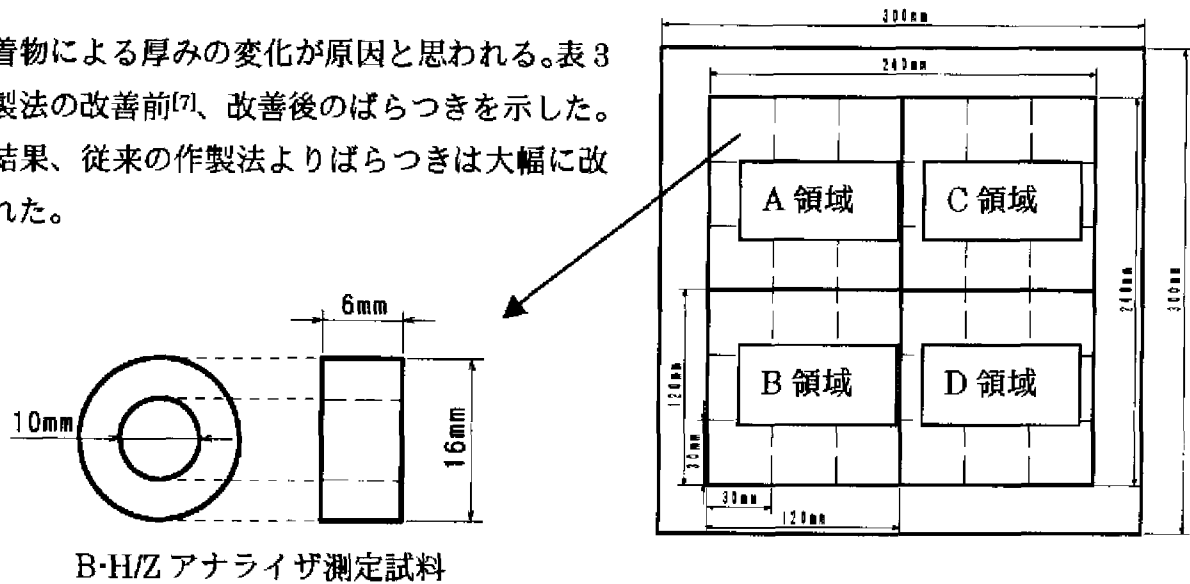 着物による厚みの変化が原因と思われる。表3
製法の改善前[7]、改善後のばらつきを示した。
結果、従来の作製法よりばらつきは大幅に改
れた。
300mm
240mm
A 領域
C 領域
B 領域
D 領域
240mm
300mm
120mm
30mm
30mm
120mm
6mm
10mm
16mm
B-H/Z アナライザ測定試料